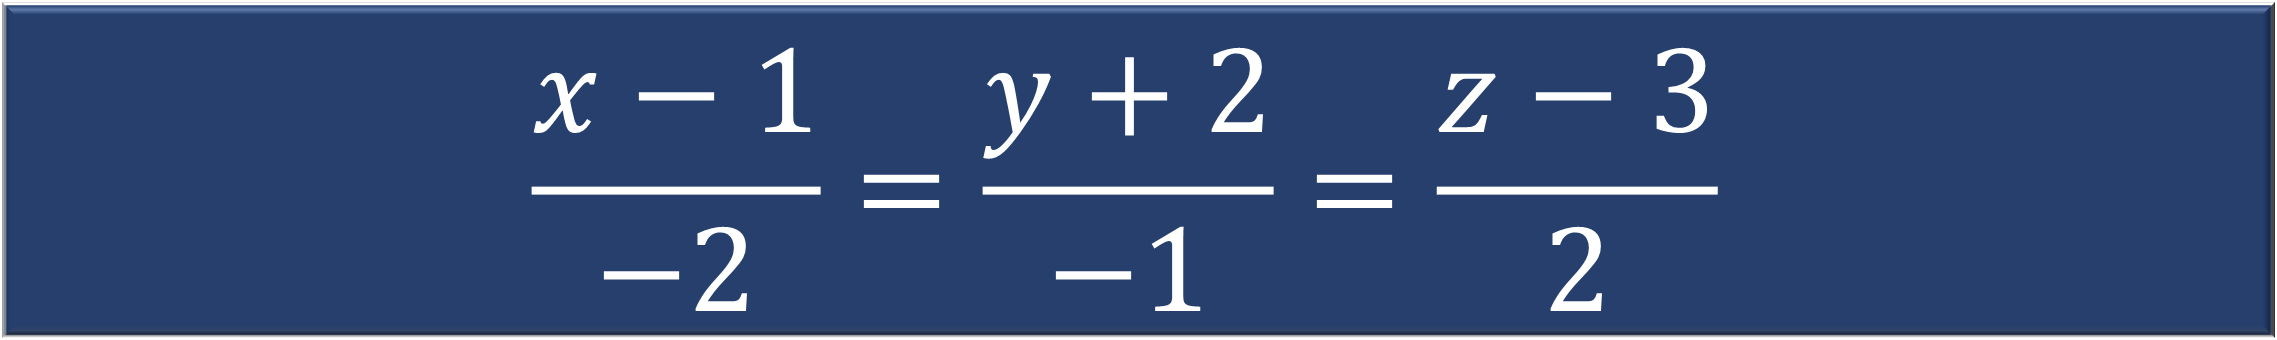 x − 1 / −2 = y + 2 / −1 = z − 3 / 2